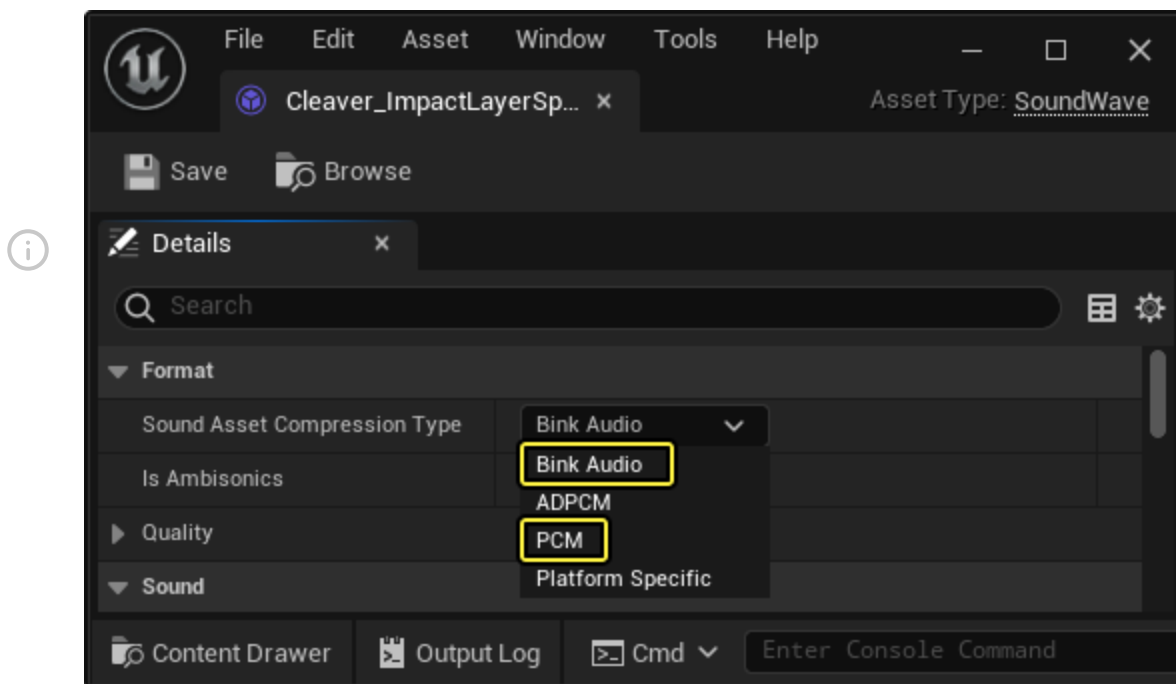 File Edit Asset Window Tools Help
Cleaver_ImpactLayerSp...
Asset Type: SoundWave
Save Browse
Details
Search
Format
Sound Asset Compression Type Bink Audio
Bink Audio
Is Ambisonics
ADPCM
Quality
PCM
Platform Specific
Sound
Content Drawer Output Log Cmd Enter Console Command